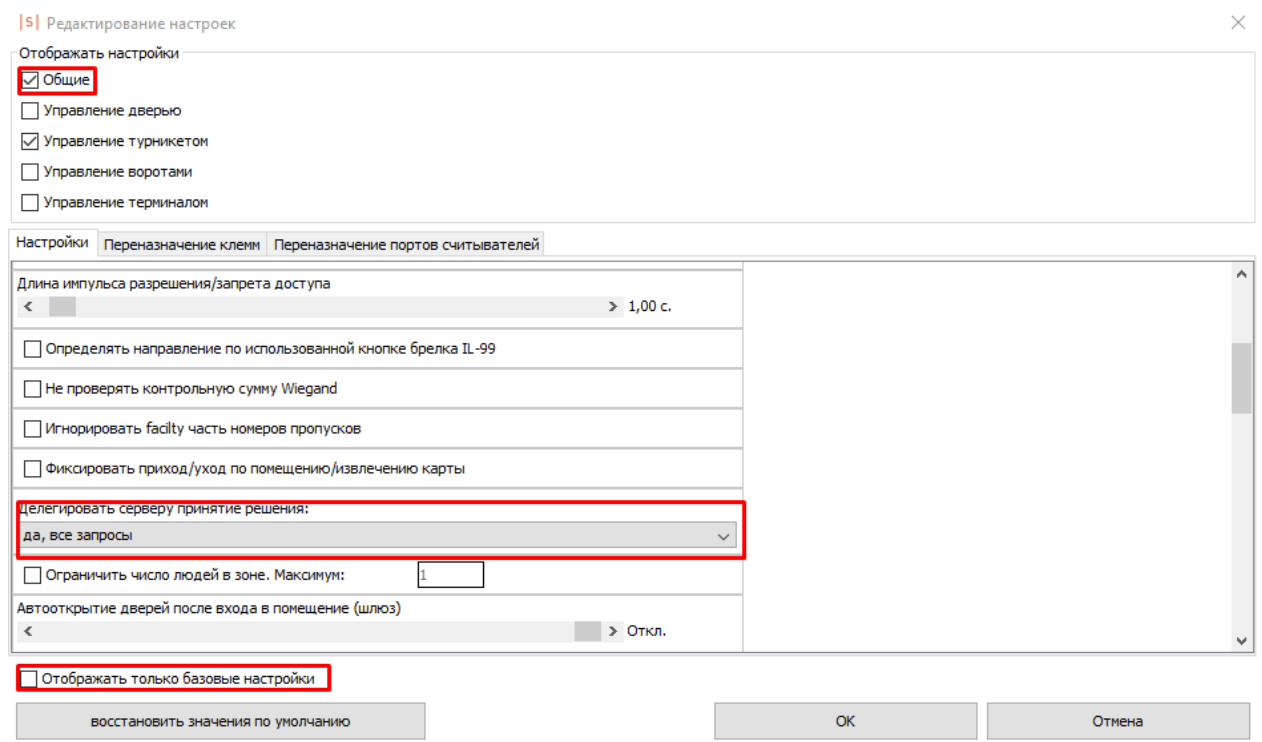 |S| Редактирование настроек
Отображать настройки
Общие
Управление дверью
Управление турникетом
Управление воротами
Управление терминалом
Настройки Переназначение клемм Переназначение портов считывателей
Длина импульса разрешения/запрета доступа
1,00 с.
Определять направление по использованной кнопке брелка IL-99
Не проверять контрольную сумму Wiegand
Игнорировать facilty часть номеров пропусков
Фиксировать приход/уход по помещению/извлечению карты
Делегировать серверу принятие решения:
да, все запросы
Ограничить число людей в зоне. Максимум: 1
Автооткрытие дверей после входа в помещение (шлюз)
Откл.
Отображать только базовые настройки
восстановить значения по умолчанию OK Отмена